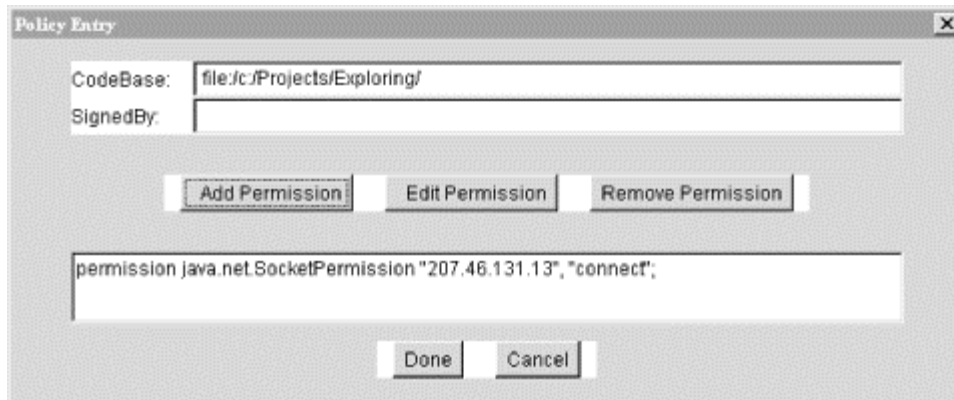 Policy Entry
CodeBase: file:/c:/Projects/Exploring/
SignedBy:
Add Permission Edit Permission Remove Permission
permission java.net.SocketPermission "207.46.131.13", "connect";
Done Cancel